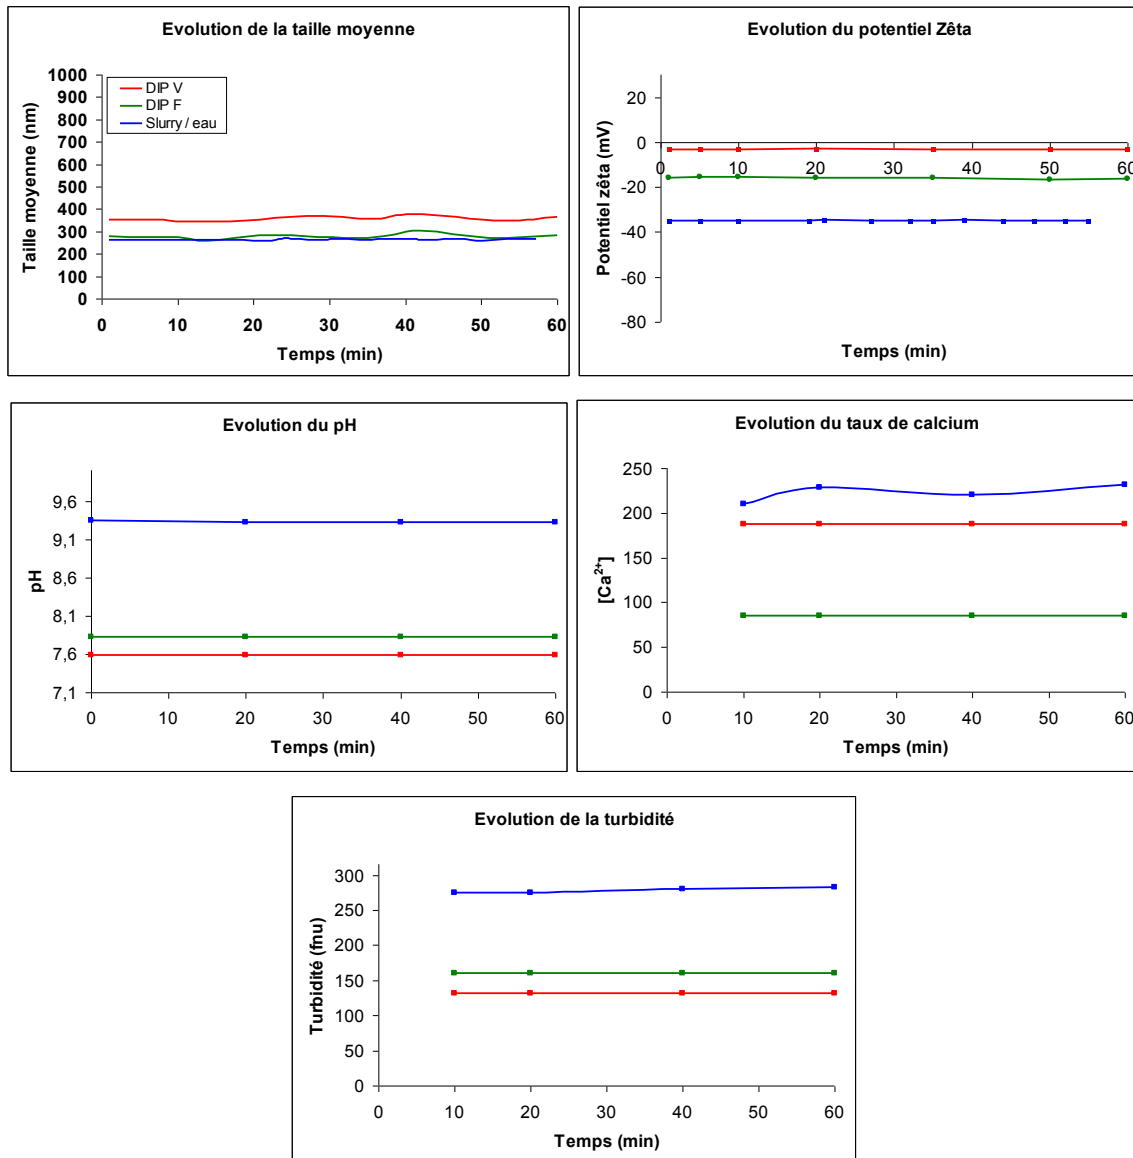 Evolution de la taille moyenne
1000
900
800
700
600
500
400
300
200
100
0
Taille moyenne (nm)
DIP V
DIP F
Slurry / eau
0 10 20 30 40 50 60
Temps (min)
Evolution du potentiel Zêta
20
0
-20
-40
-60
-80
Potentiel zêta (mV)
0 10 20 30 40 50 60
Temps (min)
Evolution du pH
9,6
9,1
8,6
8,1
7,6
7,1
pH
0 10 20 30 40 50 60
Temps (min)
Evolution du taux de calcium
250
200
150
100
50
0
[Ca²⁺]
0 10 20 30 40 50 60
Temps (min)
Evolution de la turbidité
300
250
200
150
100
50
0
Turbidité (fnu)
0 10 20 30 40 50 60
Temps (min)